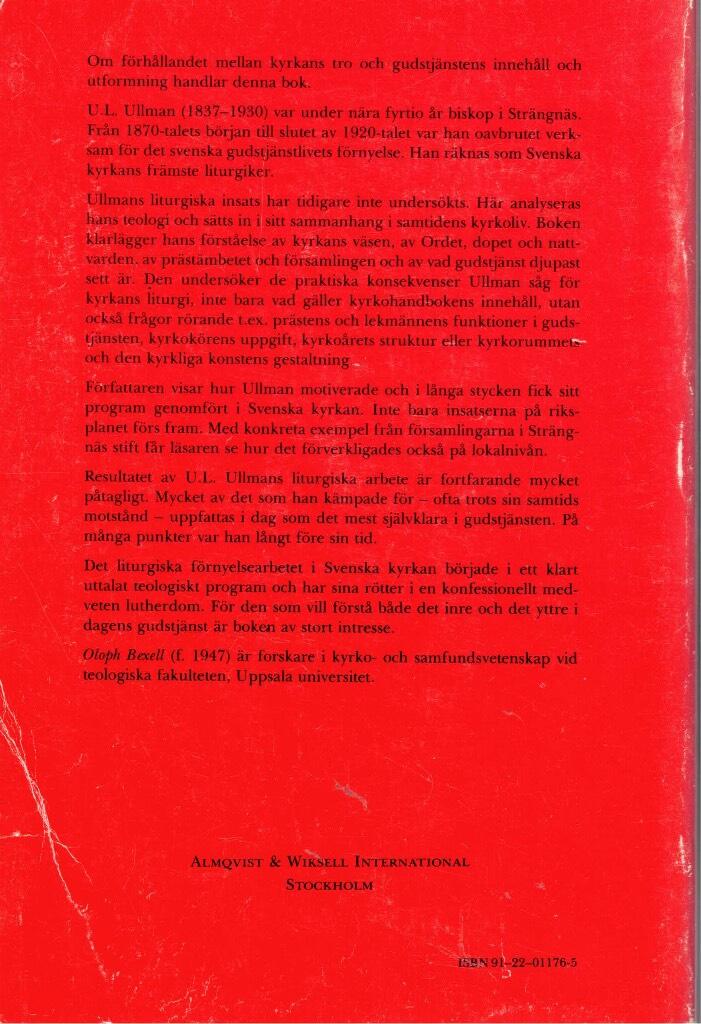 Om förhållandet mellan kyrkans tro och gudstjänstens innehåll och
utformning handlar denna bok.
U.L. Ullman (1837–1930) var under nära fyrtio år biskop i Strängnäs.
Från 1870-talets början till slutet av 1920-talet var han oavbrutet verk-
sam för det svenska gudstjänstlivets förnyelse. Han räknas som Svenska
kyrkans främste liturgiker.
Ullmans liturgiska insats har tidigare inte undersökts. Här analyseras
hans teologi och sätts in i sitt sammanhang i samtidens kyrkoliv. Boken
klarlägger hans förståelse av kyrkans väsen, av Ordet, dopet och natt-
varden, av prästämbetet och församlingen och av vad gudstjänst djupast
sett är. Den undersöker de praktiska konsekvenser Ullman såg för
kyrkans liturgi, inte bara vad gäller kyrkohandbokens innehåll, utan
också frågor rörande t.ex. prästens och lekmännens funktioner i guds-
tjänsten, kyrkokörens uppgift, kyrkoårets struktur eller kyrkorummets
och den kyrkliga konstens gestaltning.
Författaren visar hur Ullman motiverade och i långa stycken fick sitt
program genomfört i Svenska kyrkan. Inte bara insatserna på riks-
planet förs fram. Med konkreta exempel från församlingarna i Sträng-
näs stift får läsaren se hur det förverkligades också på lokalnivån.
Resultatet av U.L. Ullmans liturgiska arbete är fortfarande mycket
påtagligt. Mycket av det som han kämpade för – ofta trots sin samtids
motstånd – uppfattas i dag som det mest självklara i gudstjänsten. På
många punkter var han långt före sin tid.
Det liturgiska förnyelsearbetet i Svenska kyrkan började i ett klart
uttalat teologiskt program och har sina rötter i en konfessionellt med-
veten lutherdom. För den som vill förstå både det inre och det yttre i
dagens gudstjänst är boken av stort intresse.
Oloph Bexell (f. 1947) är forskare i kyrko- och samfundsvetenskap vid
teologiska fakulteten, Uppsala universitet.
ALMQVIST & WIKSELL INTERNATIONAL
STOCKHOLM
ISBN 91-22-01176-5